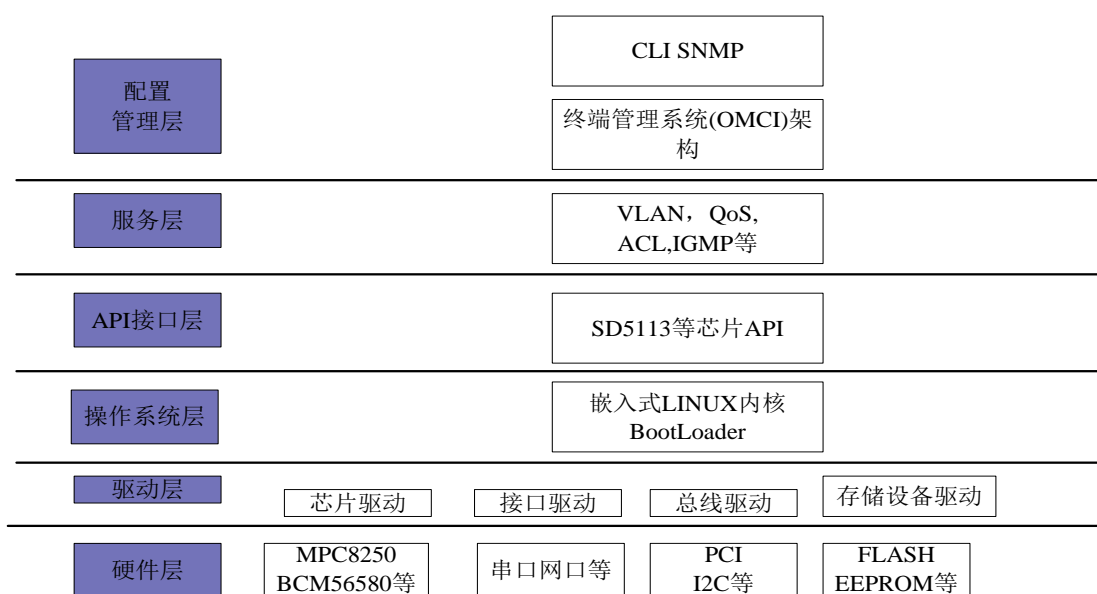 配置
管理层
CLI SNMP
终端管理系统(OMCI)架
构
服务层
VLAN，QoS,
ACL,IGMP等
API接口层
SD5113等芯片API
操作系统层
嵌入式LINUX内核
BootLoader
驱动层
芯片驱动
接口驱动
总线驱动
存储设备驱动
硬件层
MPC8250
BCM56580等
串口网口等
PCI
I2C等
FLASH
EEPROM等